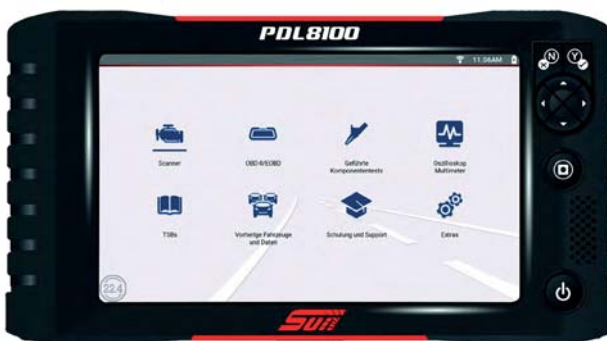 PDL8100
11:06AM
N
Y
Scanner
OBD-II/EOBD
Geführte
Komponententests
Oszilloskop
Multimeter
TSBs
Vorherige Fahrzeuge
und Daten
Schulung und Support
Extras
22.4
Sun